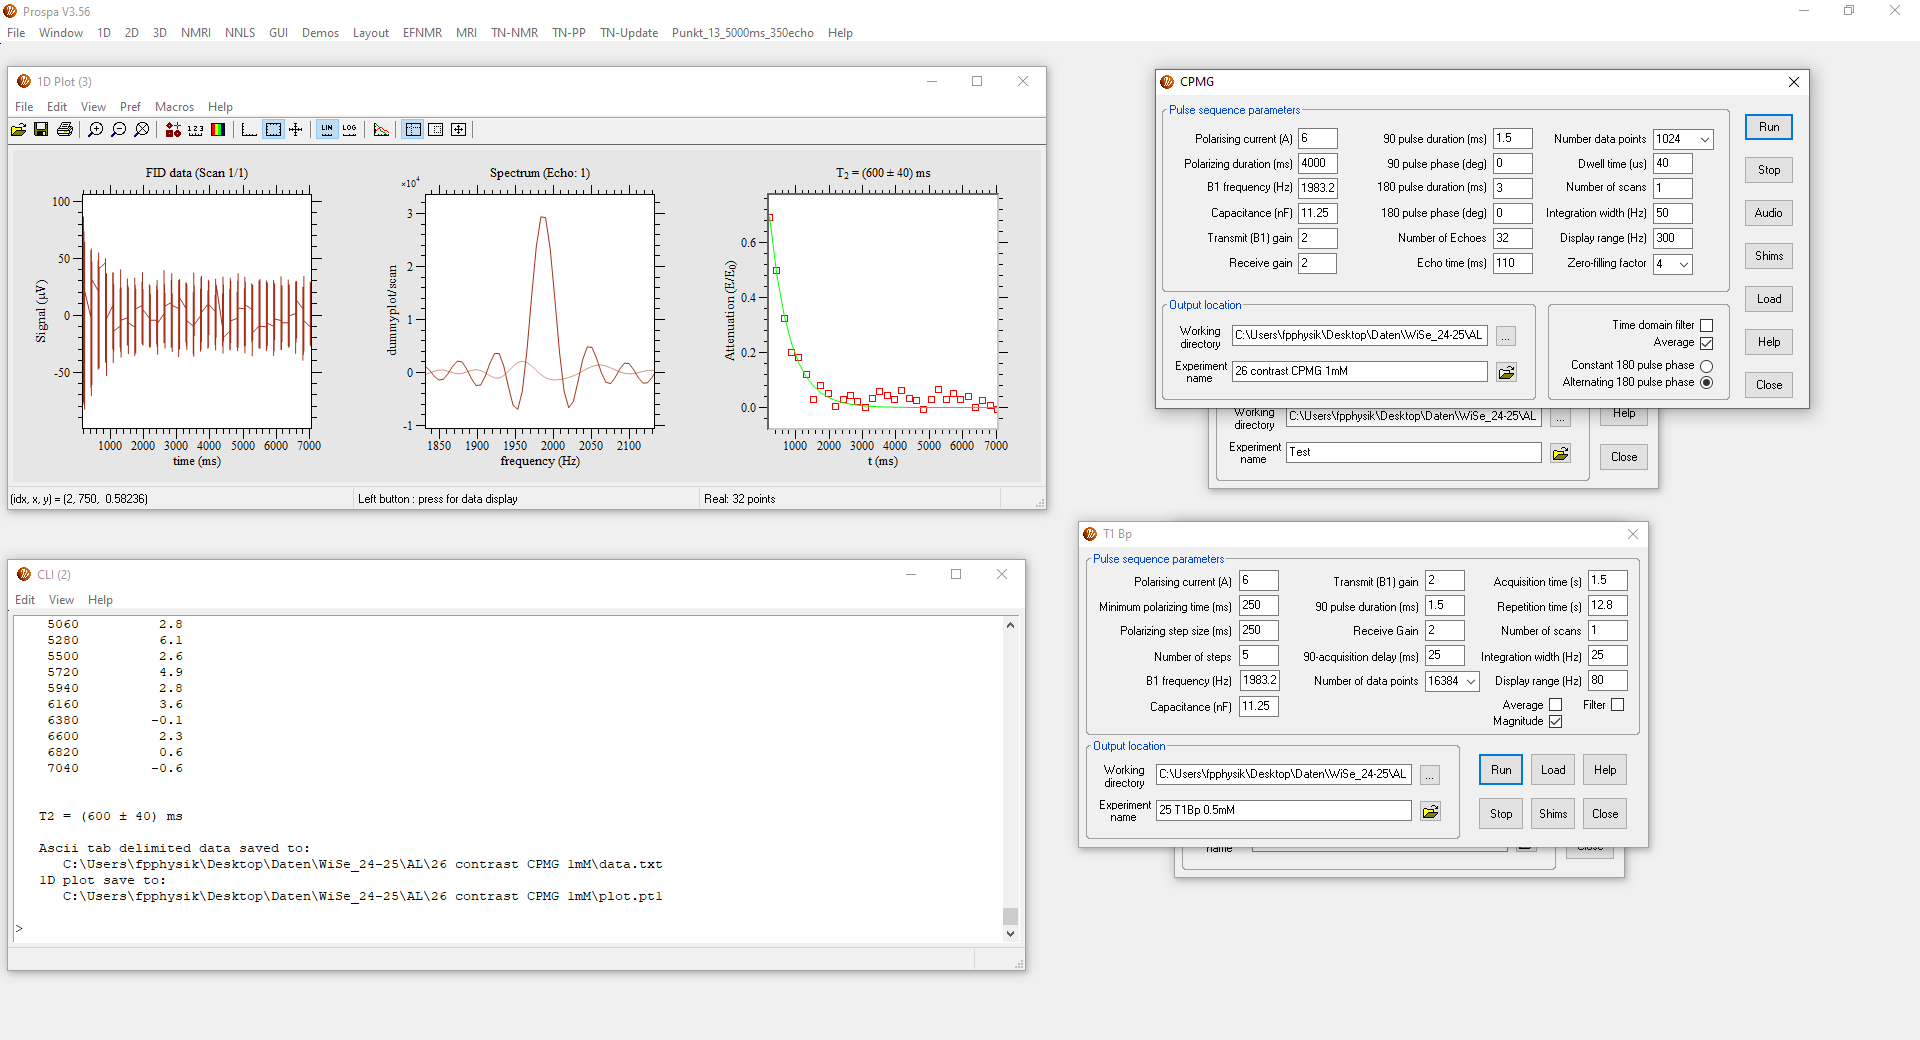 Prospa V3.56
File Window 1D 2D 3D NMRI NNLS GUI Demos Layout EFNMR MRI TN-NMR TN-PP TN-Update Punkt_13_5000ms_350echo Help
1D Plot (3)
File Edit View Pref Macros Help
1 2 3 LIN LOG
FID data (Scan 1/1)
100
50
0
-50
Signal (µV)
1000 2000 3000 4000 5000 6000 7000
time (ms)
Spectrum (Echo: 1)
×10⁴
3
2
1
0
-1
dummyplot/scan
1850 1900 1950 2000 2050 2100
frequency (Hz)
T₂ = (600 ± 40) ms
0.6
0.4
0.2
0.0
Attenuation (E/E₀)
1000 2000 3000 4000 5000 6000 7000
t (ms)
(idx, x, y) = (2, 750, 0.58236)
Left button : press for data display
Real: 32 points
CLI (2)
Edit View Help
5060 2.8
5280 6.1
5500 2.6
5720 4.9
5940 2.8
6160 3.6
6380 -0.1
6600 2.3
6820 0.6
7040 -0.6
T2 = (600 ± 40) ms
Ascii tab delimited data saved to:
C:\Users\fpphysik\Desktop\Daten\WiSe_24-25\AL\26 contrast CPMG 1mM\data.txt
1D plot save to:
C:\Users\fpphysik\Desktop\Daten\WiSe_24-25\AL\26 contrast CPMG 1mM\plot.pt1
>
CPMG
Pulse sequence parameters
Polarising current (A) 6 90 pulse duration (ms) 1.5 Number data points 1024
Polarizing duration (ms) 4000 90 pulse phase (deg) 0 Dwell time (us) 40
B1 frequency (Hz) 1983.2 180 pulse duration (ms) 3 Number of scans 1
Capacitance (nF) 11.25 180 pulse phase (deg) 0 Integration width (Hz) 50
Transmit (B1) gain 2 Number of Echoes 32 Display range (Hz) 300
Receive gain 2 Echo time (ms) 110 Zero-filling factor 4
Run
Stop
Audio
Shims
Load
Help
Close
Output location
Working directory C:\Users\fpphysik\Desktop\Daten\WiSe_24-25\AL ...
Experiment name 26 contrast CPMG 1mM
Time domain filter
Average
Constant 180 pulse phase
Alternating 180 pulse phase
Working directory C:\Users\fpphysik\Desktop\Daten\WiSe_24-25\AL ... Help
Experiment name Test Close
T1 Bp
Pulse sequence parameters
Polarising current (A) 6 Transmit (B1) gain 2 Acquisition time (s) 1.5
Minimum polarizing time (ms) 250 90 pulse duration (ms) 1.5 Repetition time (s) 12.8
Polarizing step size (ms) 250 Receive Gain 2 Number of scans 1
Number of steps 5 90-acquisition delay (ms) 25 Integration width (Hz) 25
B1 frequency (Hz) 1983.2 Number of data points 16384 Display range (Hz) 80
Capacitance (nF) 11.25 Average Filter
Magnitude
Output location
Working directory C:\Users\fpphysik\Desktop\Daten\WiSe_24-25\AL ...
Experiment name 25 T1Bp 0.5mM
Run Load Help
Stop Shims Close
name Close